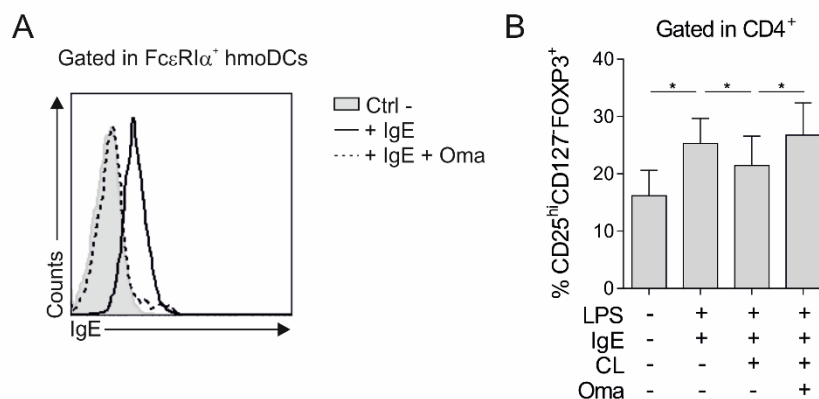 A
Gated in FcεRIα⁺ hmoDCs
Counts
IgE
Ctrl -
+ IgE
+ IgE + Oma
B
Gated in CD4⁺
% CD25ʰⁱCD127⁻FOXP3⁺
40
30
20
10
0
* * *
LPS - + + +
IgE - + + +
CL - - + +
Oma - - - +